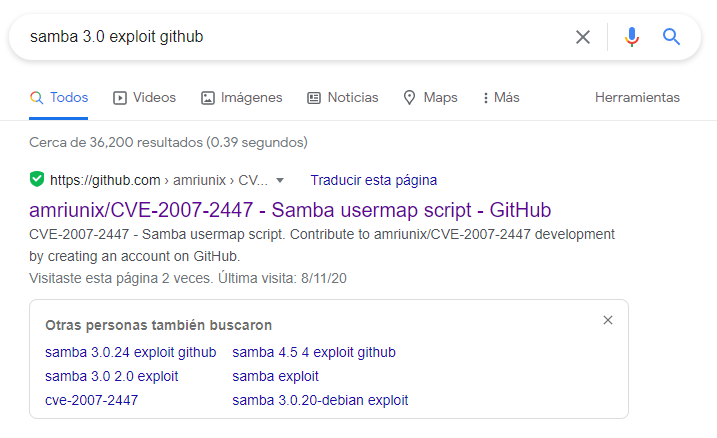 samba 3.0 exploit github
Todos Videos Imágenes Noticias Maps Más Herramientas
Cerca de 36,200 resultados (0.39 segundos)
https://github.com › amriunix › CV... Traducir esta página
amriunix/CVE-2007-2447 - Samba usermap script - GitHub
CVE-2007-2447 - Samba usermap script. Contribute to amriunix/CVE-2007-2447 development
by creating an account on GitHub.
Visitaste esta página 2 veces. Última visita: 8/11/20
Otras personas también buscaron
samba 3.0.24 exploit github samba 4.5 4 exploit github
samba 3.0 2.0 exploit samba exploit
cve-2007-2447 samba 3.0.20-debian exploit